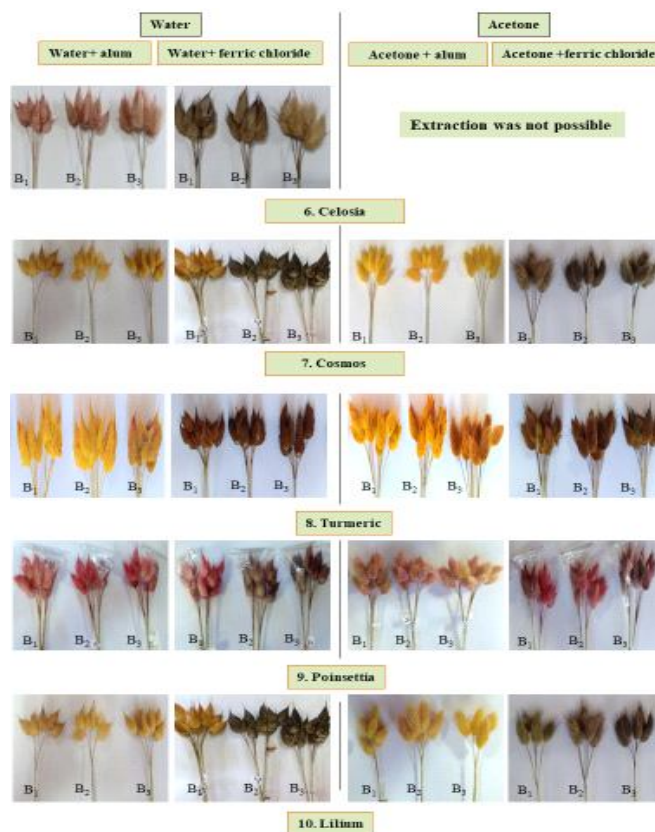 Water
Acetone
Water+ alum
Water+ ferric chloride
Acetone + alum
Acetone +ferric chloride
Extraction was not possible
B1 B2 B3
B1 B2 B3
6. Celosia
B1 B2 B3
B1 B2 B3
B1 B2 B3
B1 B2 B3
7. Cosmos
B1 B2 B3
B1 B2 B3
B1 B2 B3
B1 B2 B3
8. Turmeric
B1 B2 B3
B3 B2 B3
B1 B2 B3
B1 B2 B3
9. Poinsettia
B1 B2 B3
B1 B2 B3
B1 B2 B3
B1 B2 B3
10. Lilium